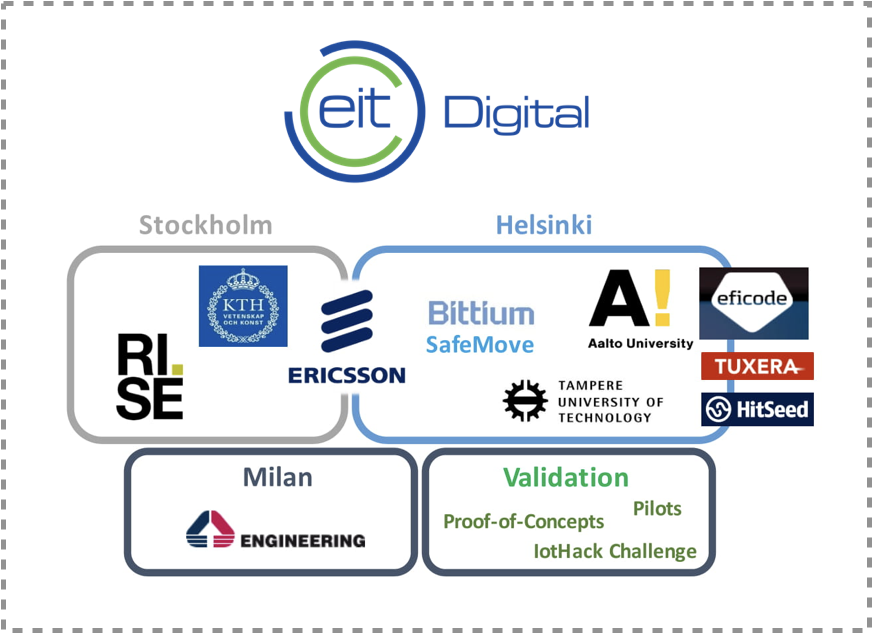 eit Digital
Stockholm
Helsinki
KTH
VETENSKAP
OCH KONST
RI.
SE
ERICSSON
Bittium
SafeMove
A!
Aalto University
eficode
TUXERA
HitSeed
TAMPERE
UNIVERSITY OF
TECHNOLOGY
Milan
ENGINEERING
Validation
Proof-of-Concepts
Pilots
IotHack Challenge